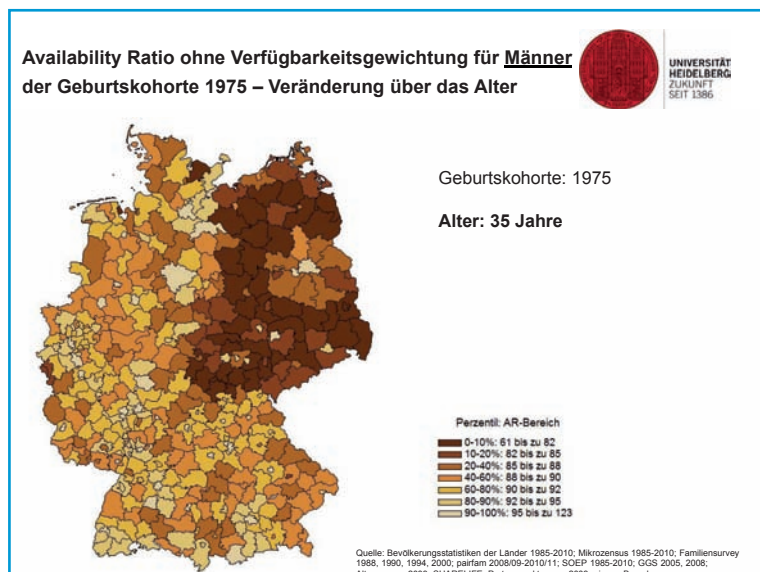 Availability Ratio ohne Verfügbarkeitsgewichtung für Männer
der Geburtskohorte 1975 – Veränderung über das Alter
UNIVERSITÄT
HEIDELBERG
ZUKUNFT
SEIT 1386
Geburtskohorte: 1975
Alter: 35 Jahre
Perzentil: AR-Bereich
0-10%: 61 bis zu 82
10-20%: 82 bis zu 85
20-40%: 85 bis zu 88
40-60%: 88 bis zu 90
60-80%: 90 bis zu 92
80-90%: 92 bis zu 95
90-100%: 95 bis zu 123
Quelle: Bevölkerungsstatistiken der Länder 1985-2010; Mikrozensus 1985-2010; Familiensurvey
1988, 1990, 1994, 2000; pairfam 2008/09-2010/11; SOEP 1985-2010; GGS 2005, 2008;